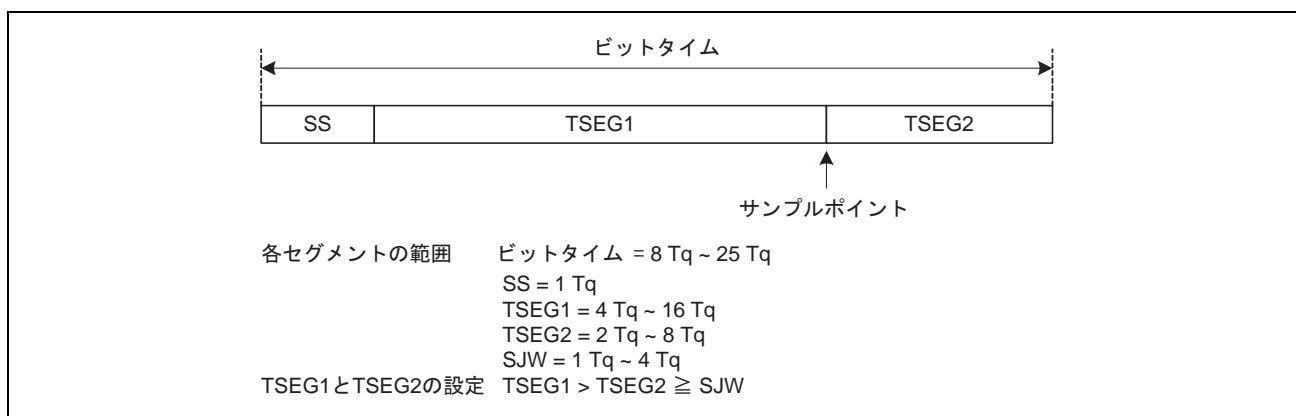 ビットタイム
SS TSEG1 TSEG2
サンプルポイント
各セグメントの範囲 ビットタイム = 8 Tq ~ 25 Tq
SS = 1 Tq
TSEG1 = 4 Tq ~ 16 Tq
TSEG2 = 2 Tq ~ 8 Tq
SJW = 1 Tq ~ 4 Tq
TSEG1とTSEG2の設定 TSEG1 > TSEG2 ≧ SJW